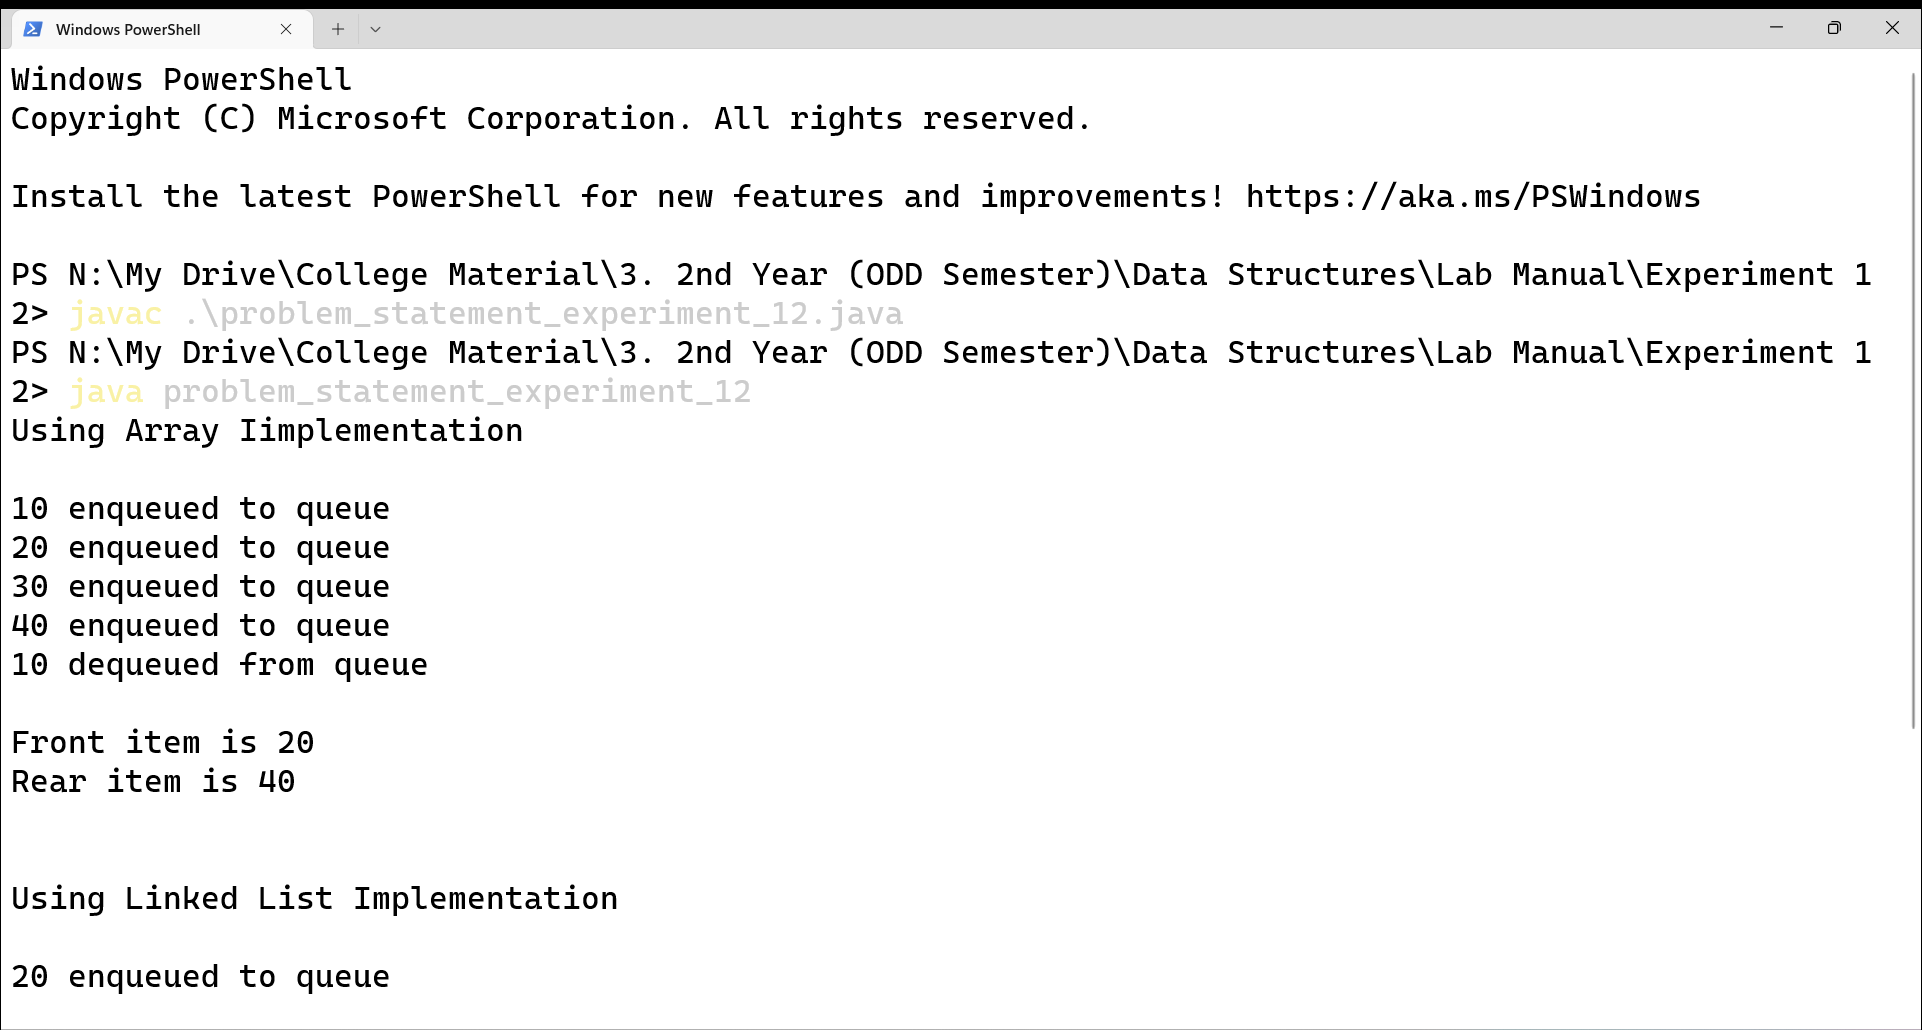 Windows PowerShell
Windows PowerShell
Copyright (C) Microsoft Corporation. All rights reserved.
Install the latest PowerShell for new features and improvements! https://aka.ms/PSWindows
PS N:\My Drive\College Material\3. 2nd Year (ODD Semester)\Data Structures\Lab Manual\Experiment 1
2> javac .\problem_statement_experiment_12.java
PS N:\My Drive\College Material\3. 2nd Year (ODD Semester)\Data Structures\Lab Manual\Experiment 1
2> java problem_statement_experiment_12
Using Array Iimplementation
10 enqueued to queue
20 enqueued to queue
30 enqueued to queue
40 enqueued to queue
10 dequeued from queue
Front item is 20
Rear item is 40
Using Linked List Implementation
20 enqueued to queue